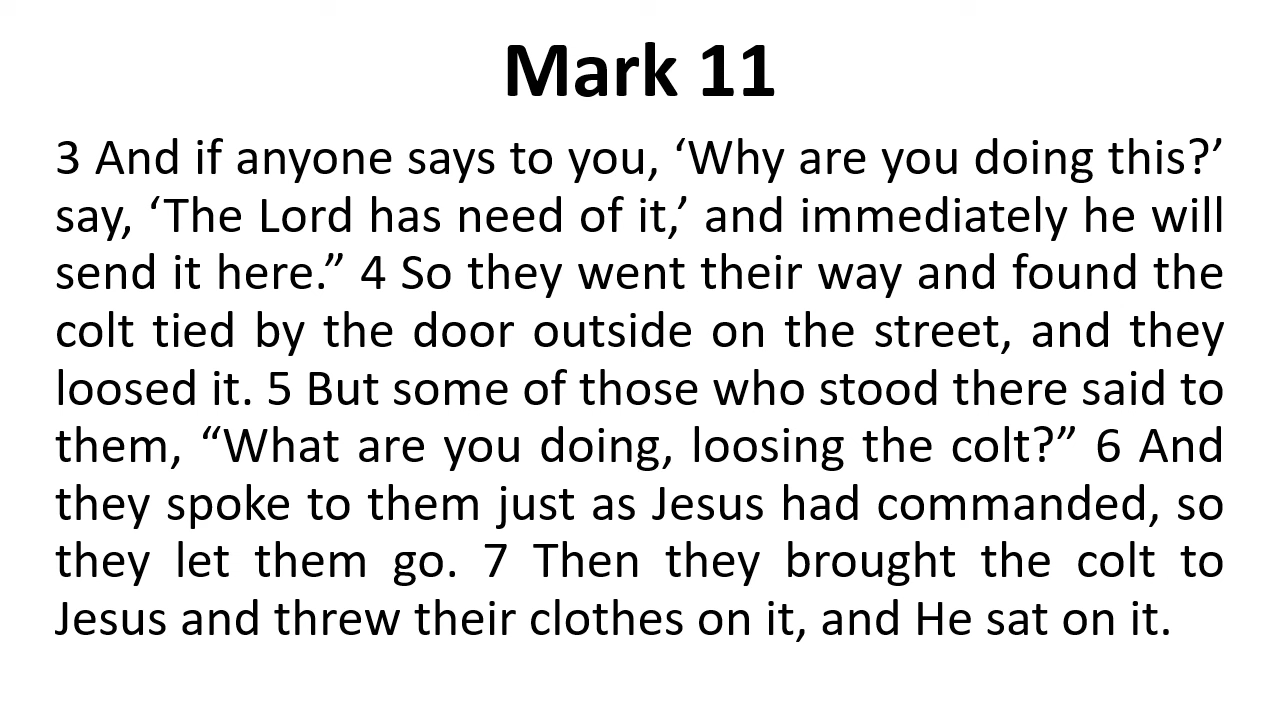 Mark 11
3 And if anyone says to you, ‘Why are you doing this?’
say, ‘The Lord has need of it,’ and immediately he will
send it here.” 4 So they went their way and found the
colt tied by the door outside on the street, and they
loosed it. 5 But some of those who stood there said to
them, “What are you doing, loosing the colt?” 6 And
they spoke to them just as Jesus had commanded, so
they let them go. 7 Then they brought the colt to
Jesus and threw their clothes on it, and He sat on it.